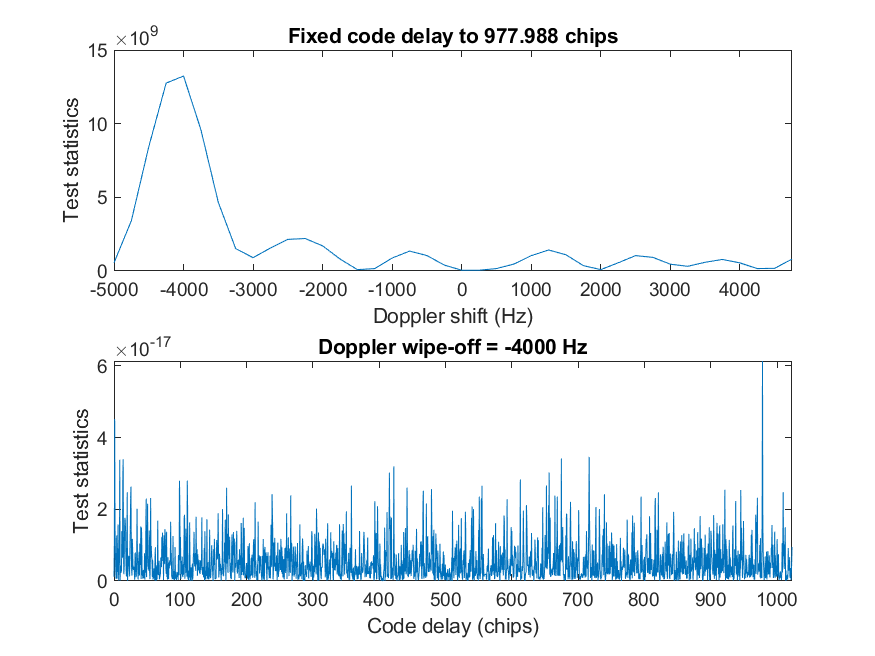 Fixed code delay to 977.988 chips
×10^9
15
10
5
0
Test statistics
-5000 -4000 -3000 -2000 -1000 0 1000 2000 3000 4000
Doppler shift (Hz)
Doppler wipe-off = -4000 Hz
×10^-17
6
4
2
0
Test statistics
0 100 200 300 400 500 600 700 800 900 1000
Code delay (chips)